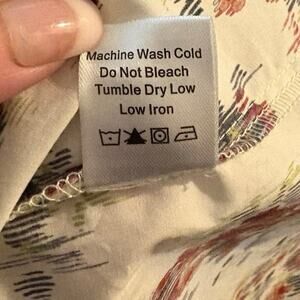 Machine Wash Cold
Do Not Bleach
Tumble Dry Low
Low Iron